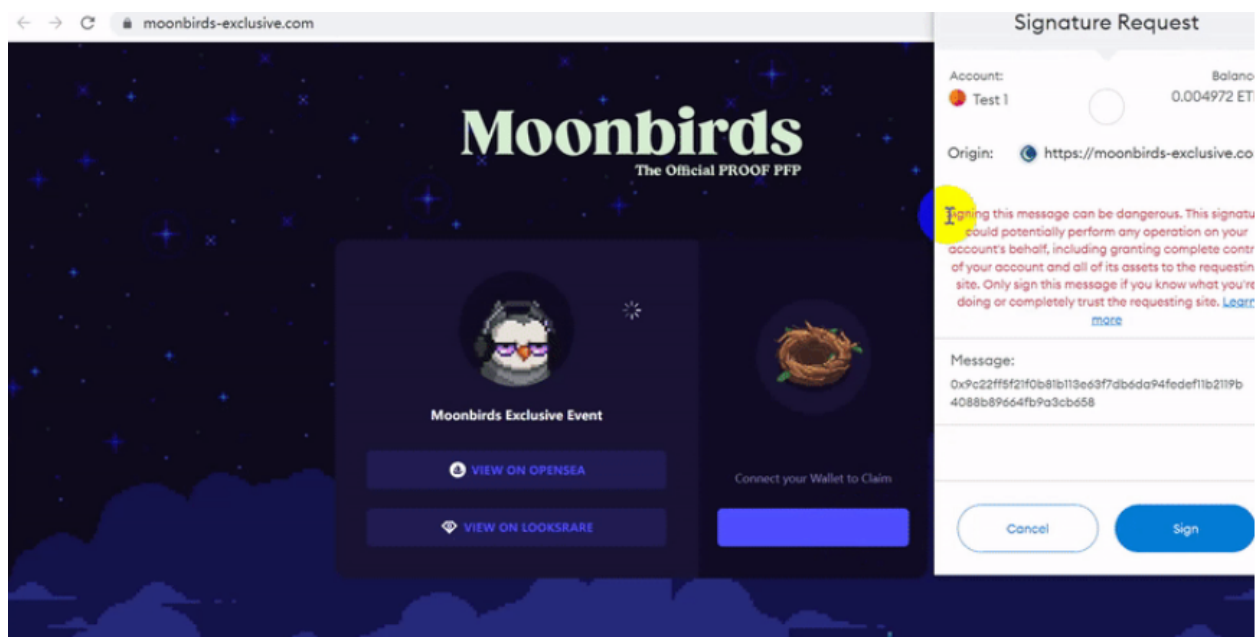 moonbirds-exclusive.com
Moonbirds
The Official PROOF PFP
Moonbirds Exclusive Event
VIEW ON OPENSEA
VIEW ON LOOKSRARE
Connect your Wallet to Claim
Signature Request
Account:
Balanc
Test 1
0.004972 ET
Origin:
https://moonbirds-exclusive.co
igning this message can be dangerous. This signatu
could potentially perform any operation on your
account's behalf, including granting complete contr
of your account and all of its assets to the requestin
site. Only sign this message if you know what you're
doing or completely trust the requesting site. Learn
more
Message:
0x9c22ff5f21f0b81b113e63f7db6da94fedef11b2119b
4088b89664fb9a3cb658
Cancel
Sign